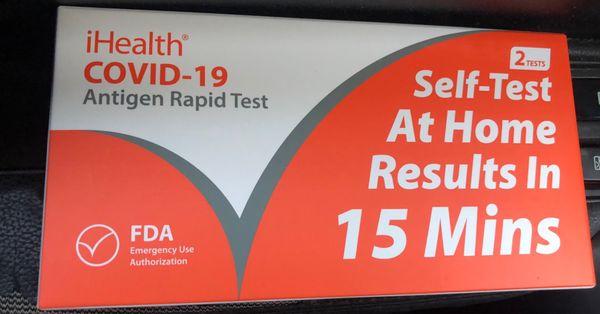 iHealth®
COVID-19
Antigen Rapid Test
2 TESTS
Self-Test
At Home
Results In
15 Mins
FDA
Emergency Use
Authorization